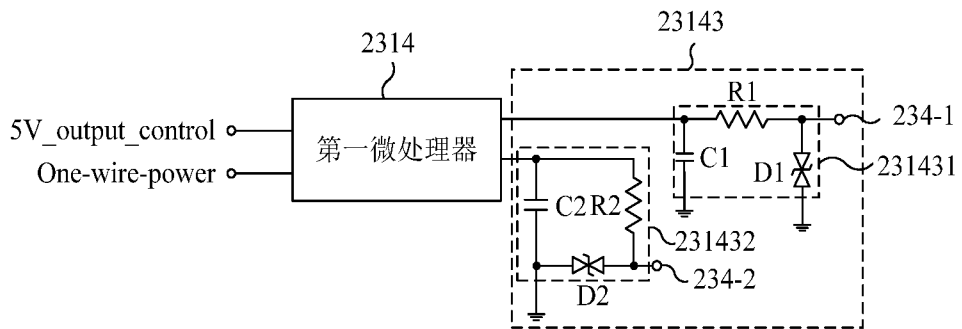 23143
2314
R1
5V_output_control
234-1
第一微处理器
C1
D1
231431
One-wire-power
C2
R2
231432
D2
234-2